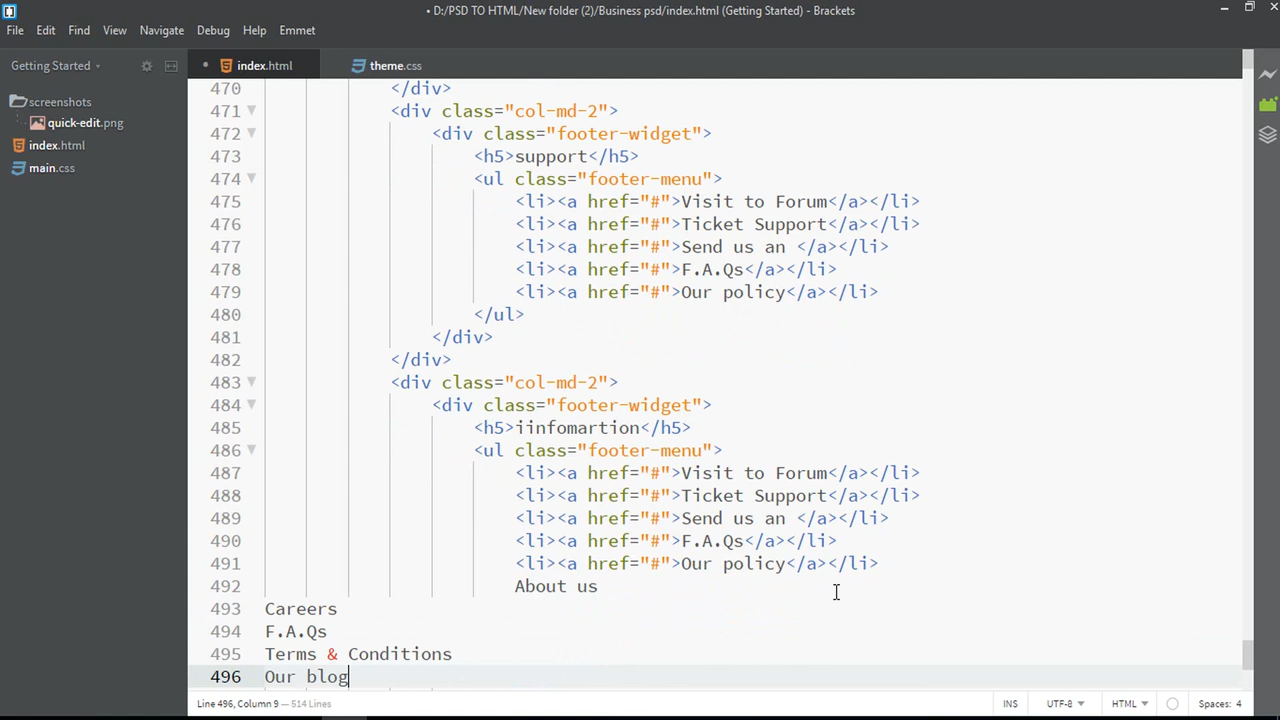 • D:/PSD TO HTML/New folder (2)/Business psd/index.html (Getting Started) - Brackets
File Edit Find View Navigate Debug Help Emmet
Getting Started
• index.html theme.css
screenshots
quick-edit.png
index.html
main.css
470 </div>
471 <div class="col-md-2">
472 <div class="footer-widget">
473 <h5>support</h5>
474 <ul class="footer-menu">
475 <li><a href="#">Visit to Forum</a></li>
476 <li><a href="#">Ticket Support</a></li>
477 <li><a href="#">Send us an </a></li>
478 <li><a href="#">F.A.Qs</a></li>
479 <li><a href="#">Our policy</a></li>
480 </ul>
481 </div>
482 </div>
483 <div class="col-md-2">
484 <div class="footer-widget">
485 <h5>iinfomartion</h5>
486 <ul class="footer-menu">
487 <li><a href="#">Visit to Forum</a></li>
488 <li><a href="#">Ticket Support</a></li>
489 <li><a href="#">Send us an </a></li>
490 <li><a href="#">F.A.Qs</a></li>
491 <li><a href="#">Our policy</a></li>
492 About us
493 Careers
494 F.A.Qs
495 Terms & Conditions
496 Our blog
Line 496, Column 9 — 514 Lines INS UTF-8 HTML Spaces: 4